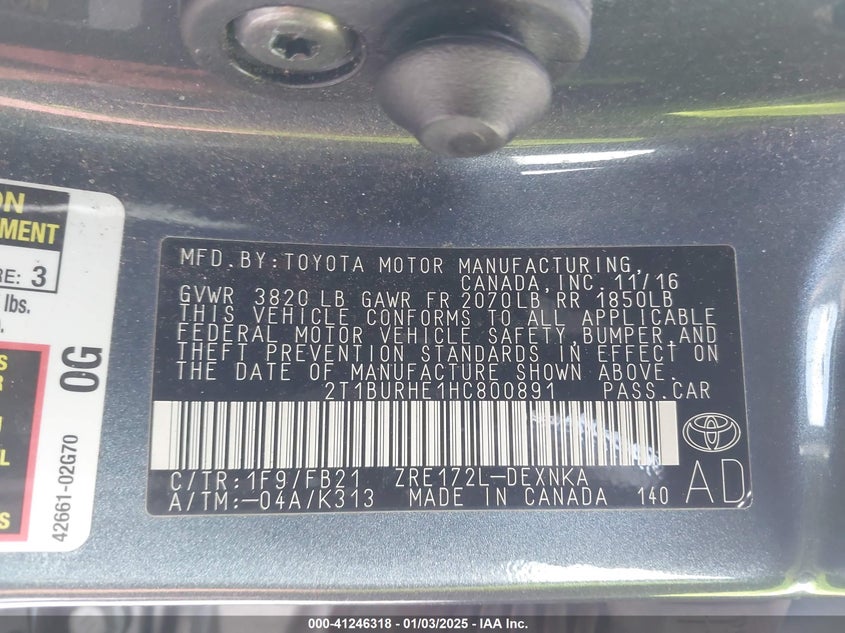 ON
MENT
RE: 3
lbs.
0G
42661-02G70
MFD. BY: TOYOTA MOTOR MANUFACTURING,
CANADA, INC. 11/16
GVWR 3820 LB GAWR FR 2070LB, RR 1850LB
THIS VEHICLE CONFORMS TO ALL APPLICABLE
FEDERAL MOTOR VEHICLE SAFETY, BUMPER, AND
THEFT PREVENTION STANDARDS IN EFFECT ON
THE DATE OF MANUFACTURE SHOWN ABOVE.
2T1BURHE1HC800891 PASS. CAR
C/TR: 1F9/FB21 ZRE172L-DEXNKA
A/TM: -04A/K313 MADE IN CANADA 140
AD
000-41246318 - 01/03/2025 - IAA Inc.